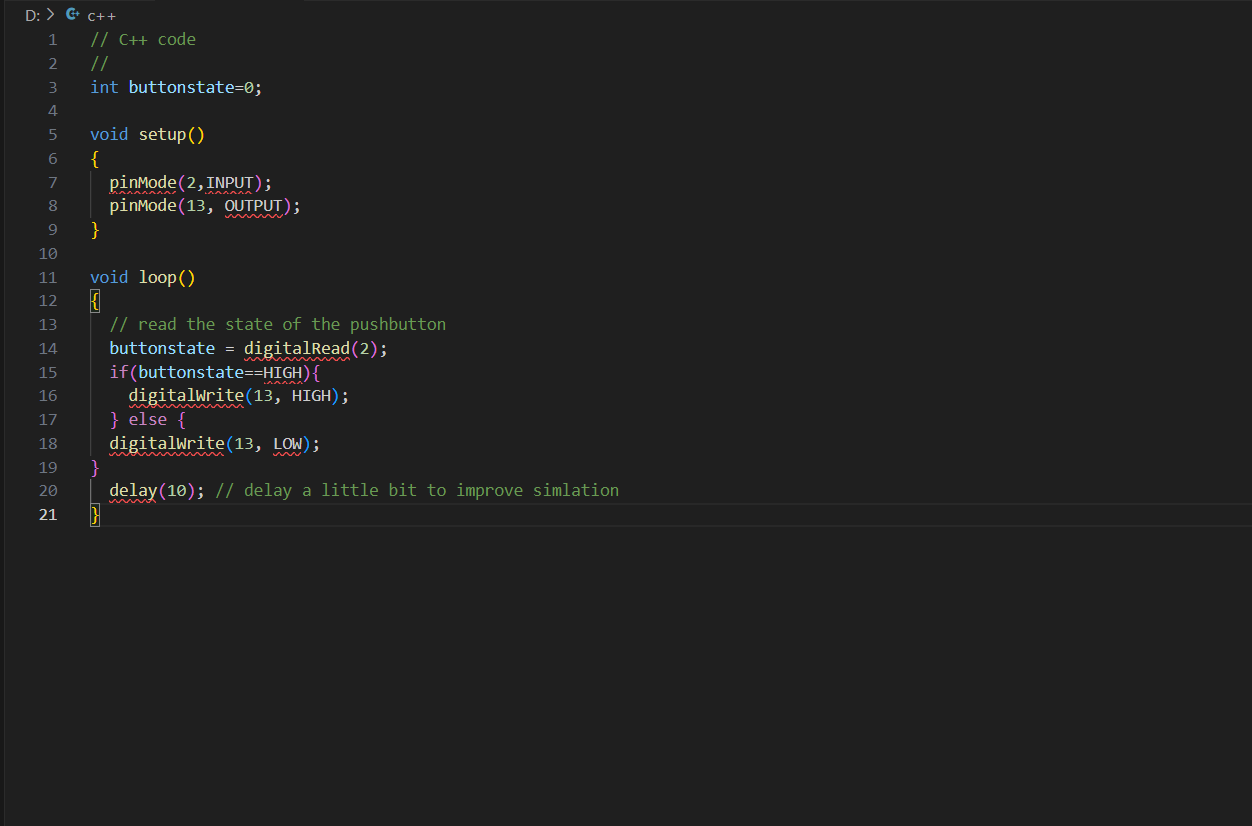 D: > c++
1 // C++ code
2 //
3 int buttonstate=0;
4
5 void setup()
6 {
7   pinMode(2,INPUT);
8   pinMode(13, OUTPUT);
9 }
10
11 void loop()
12 {
13   // read the state of the pushbutton
14   buttonstate = digitalRead(2);
15   if(buttonstate==HIGH){
16     digitalWrite(13, HIGH);
17   } else {
18   digitalWrite(13, LOW);
19 }
20   delay(10); // delay a little bit to improve simlation
21 }